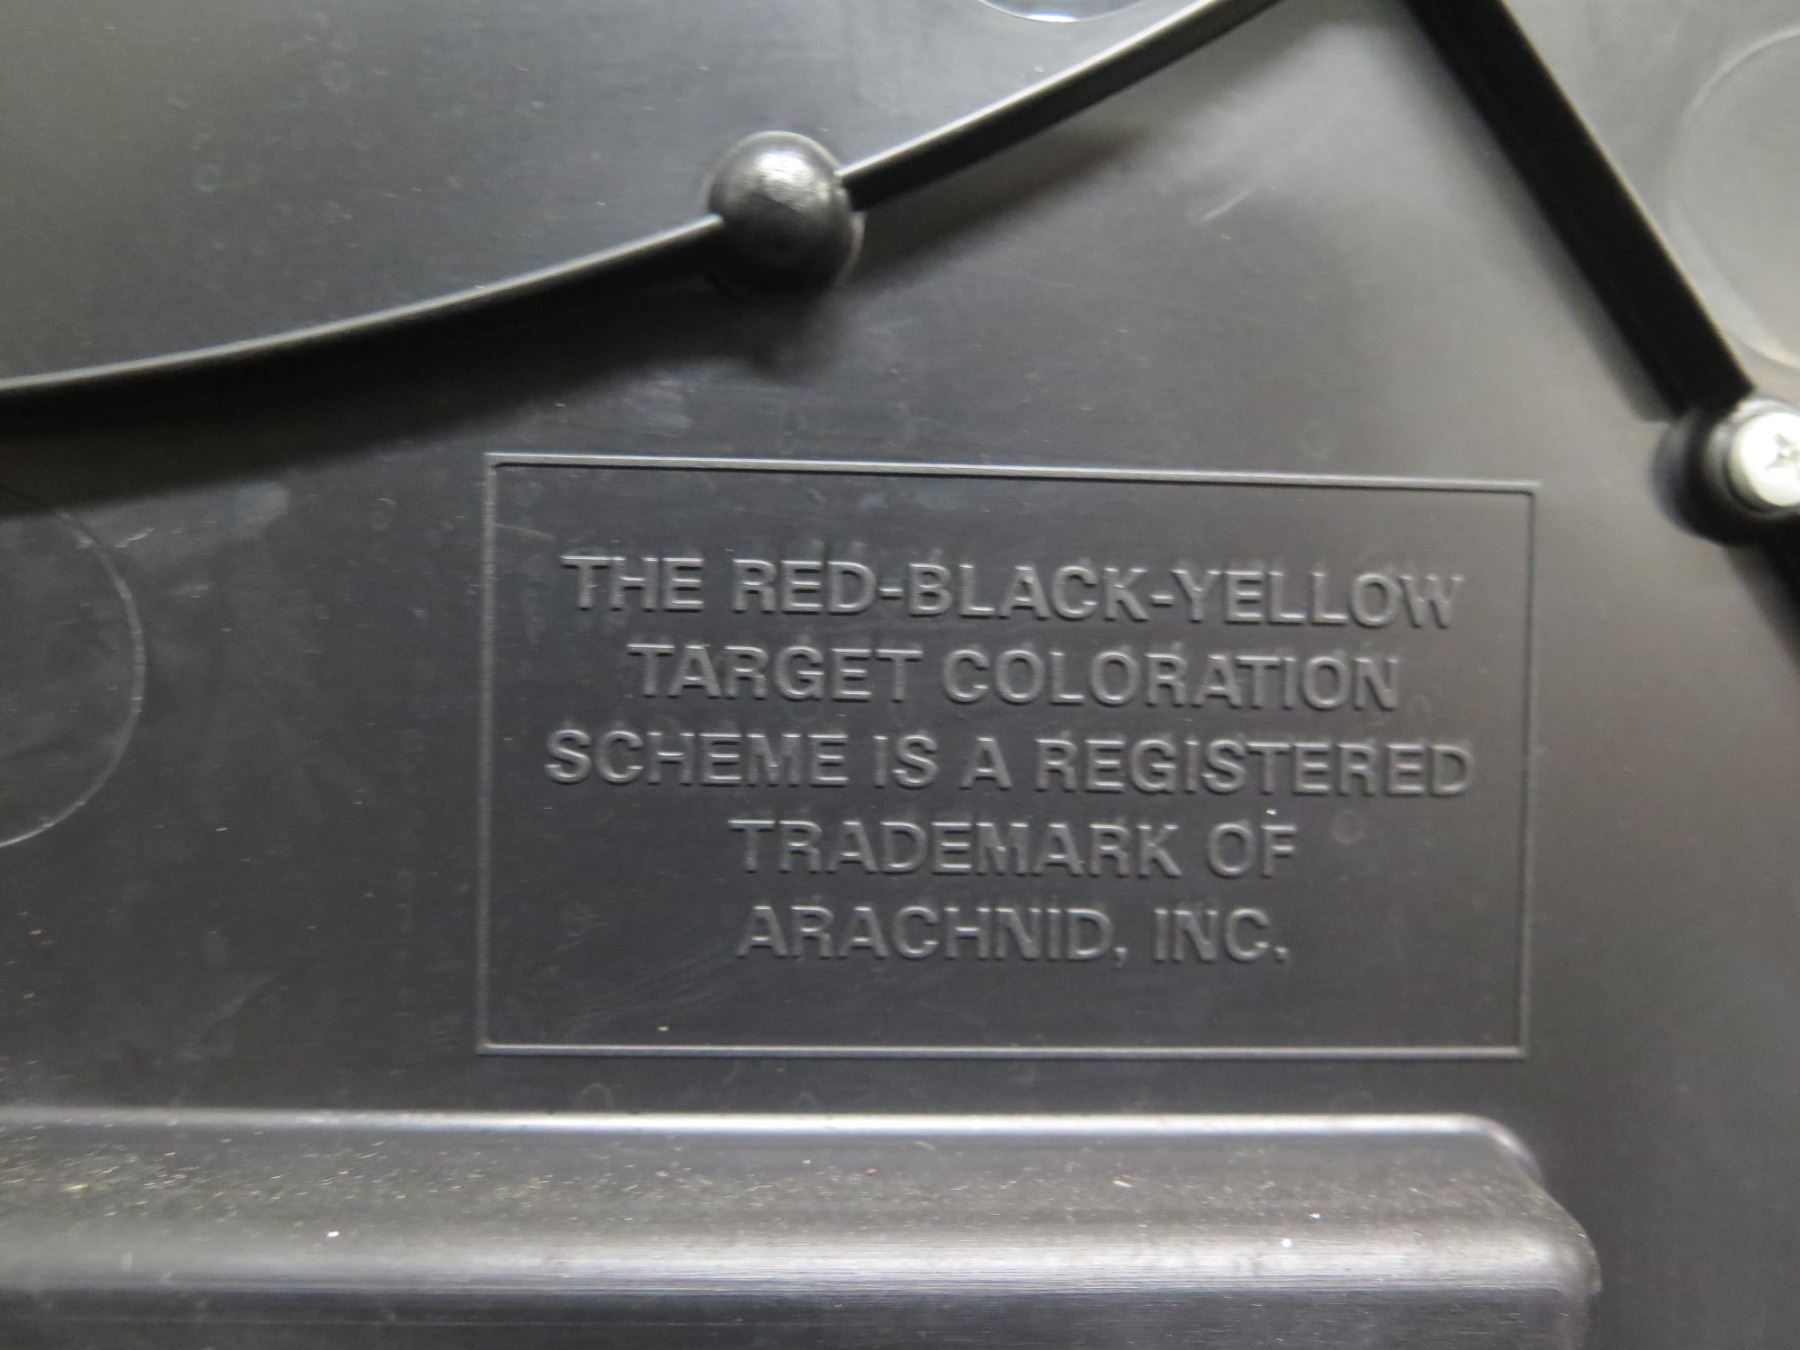 THE RED-BLACK-YELLOW
TARGET COLORATION
SCHEME IS A REGISTERED
TRADEMARK OF
ARACHNID, INC.